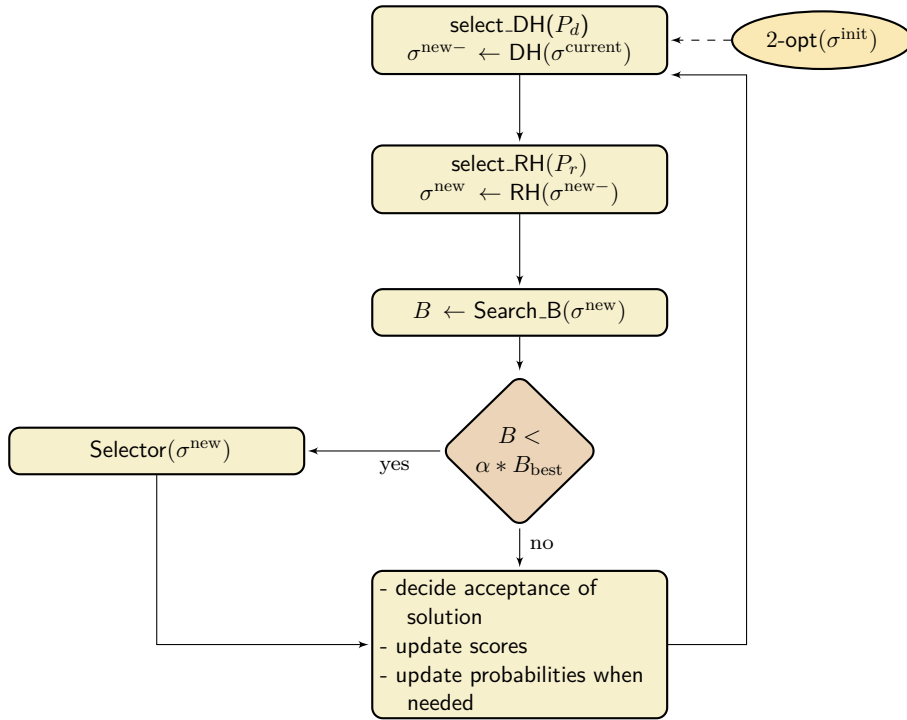 select_DH(P_d)
σ^new− ← DH(σ^current)
2-opt(σ^init)
select_RH(P_r)
σ^new ← RH(σ^new−)
B ← Search_B(σ^new)
B <
α ∗ B_best
Selector(σ^new)
yes
no
- decide acceptance of
solution
- update scores
- update probabilities when
needed